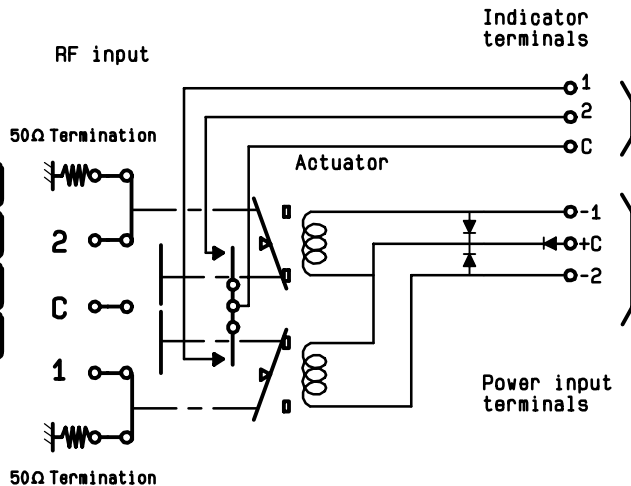 Indicator
terminals
RF input
1
2
C
50Ω Termination
Actuator
-1
+C
-2
2
C
1
Power input
terminals
50Ω Termination